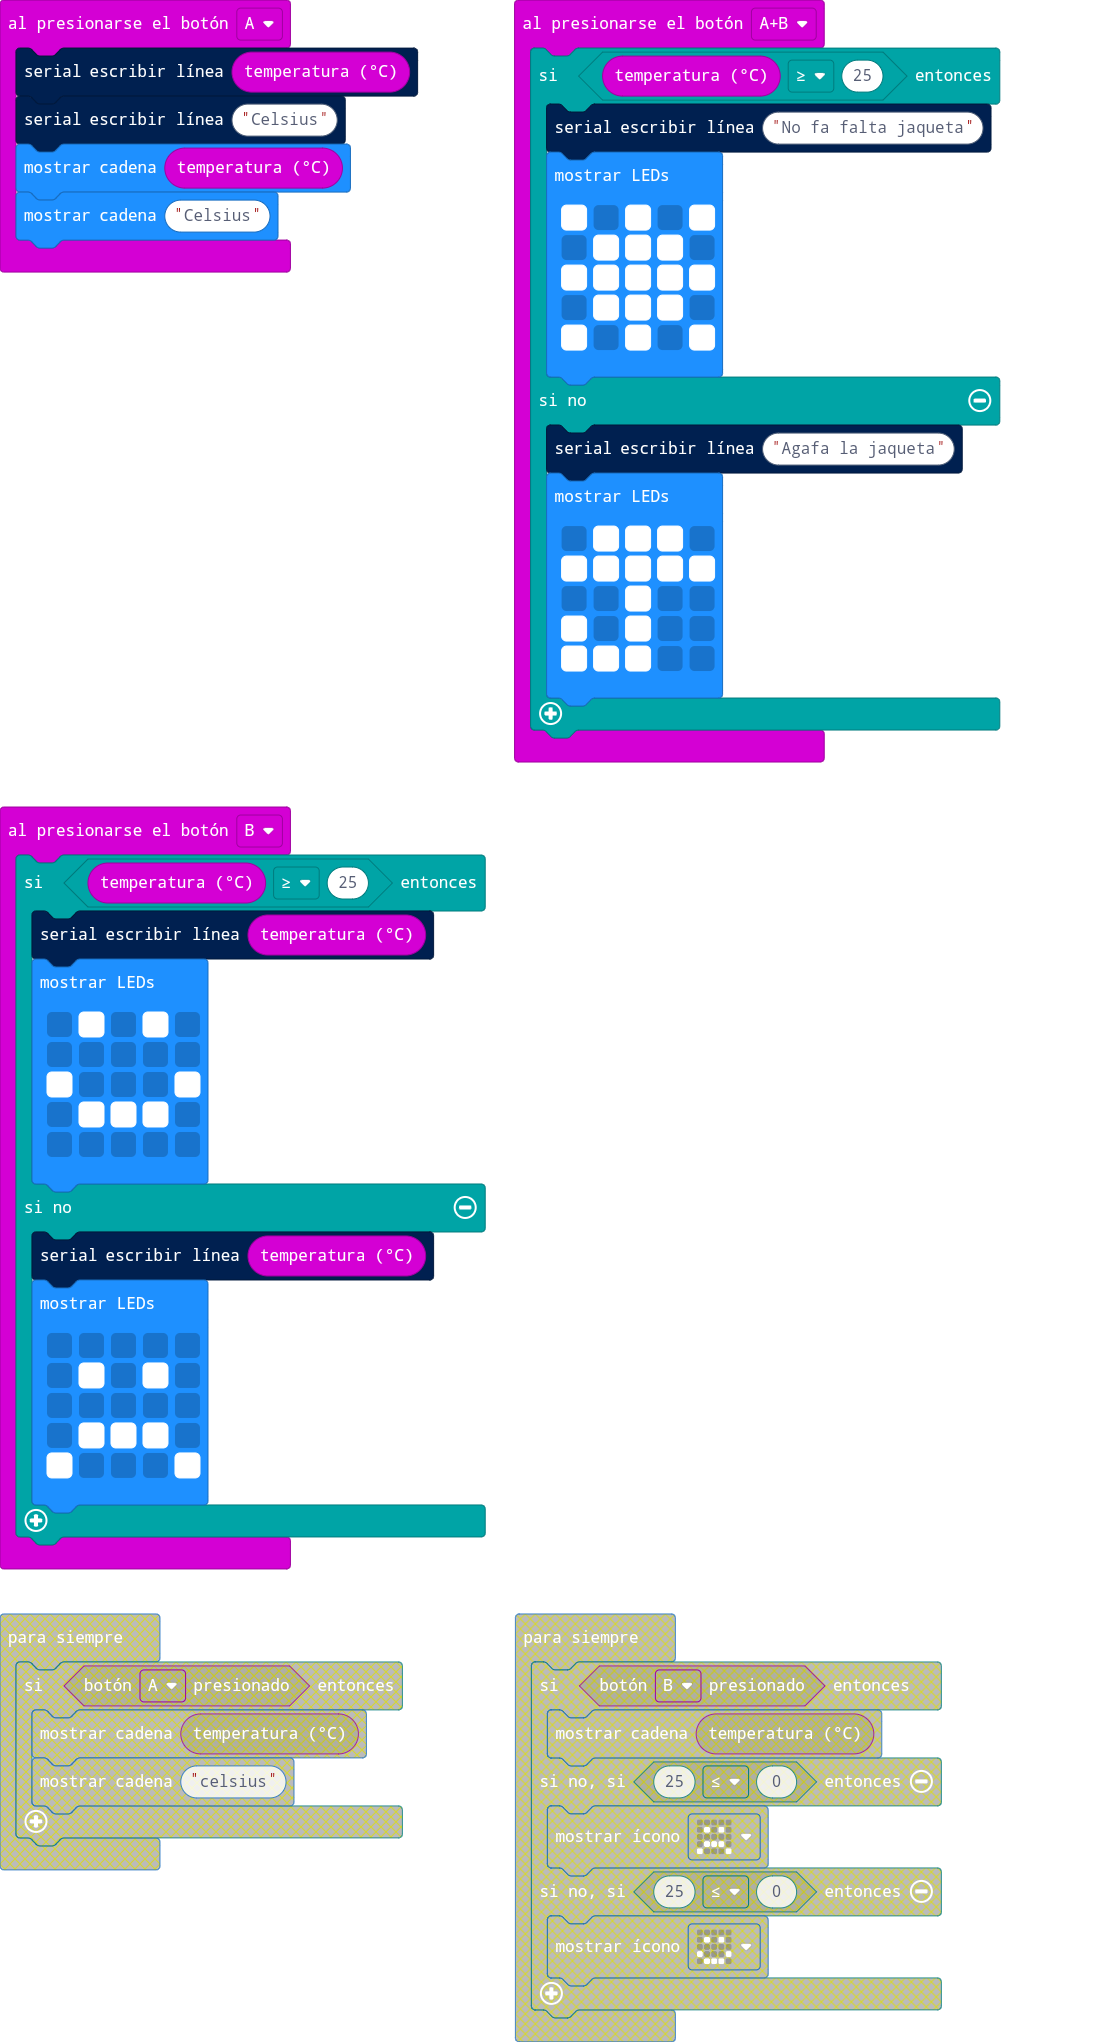 al presionarse el botón A
serial escribir línea temperatura (°C)
serial escribir línea "Celsius"
mostrar cadena temperatura (°C)
mostrar cadena "Celsius"
al presionarse el botón A+B
si temperatura (°C) ≥ 25 entonces
serial escribir línea "No fa falta jaqueta"
mostrar LEDs
si no
serial escribir línea "Agafa la jaqueta"
mostrar LEDs
al presionarse el botón B
si temperatura (°C) ≥ 25 entonces
serial escribir línea temperatura (°C)
mostrar LEDs
si no
serial escribir línea temperatura (°C)
mostrar LEDs
para siempre
si botón A presionado entonces
mostrar cadena temperatura (°C)
mostrar cadena "celsius"
para siempre
si botón B presionado entonces
mostrar cadena temperatura (°C)
si no, si 25 ≤ 0 entonces
mostrar ícono
si no, si 25 ≤ 0 entonces
mostrar ícono